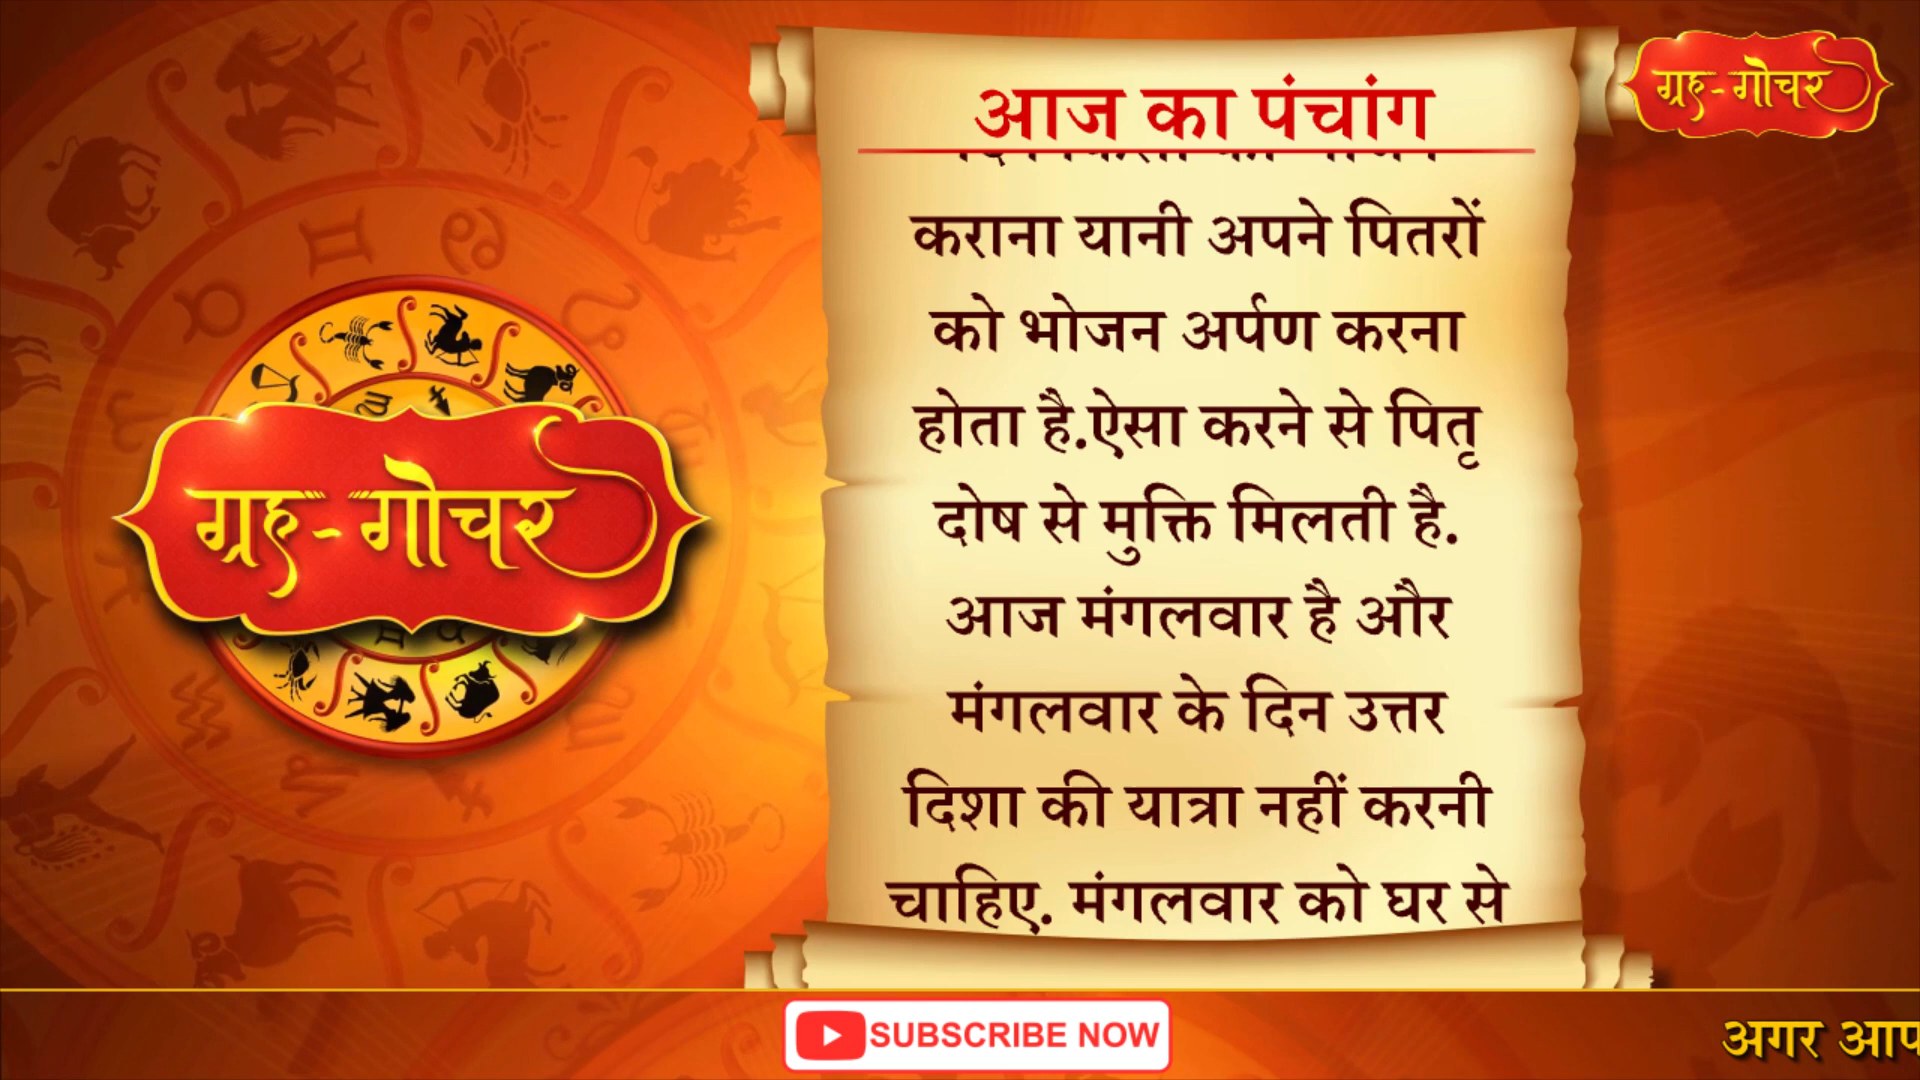 आज का पंचांग
ग्रह-गोचर
कराना यानी अपने पितरों
को भोजन अर्पण करना
होता है.ऐसा करने से पितृ
दोष से मुक्ति मिलती है.
आज मंगलवार है और
मंगलवार के दिन उत्तर
दिशा की यात्रा नहीं करनी
चाहिए. मंगलवार को घर से
ग्रह-गोचर
SUBSCRIBE NOW
अगर आप